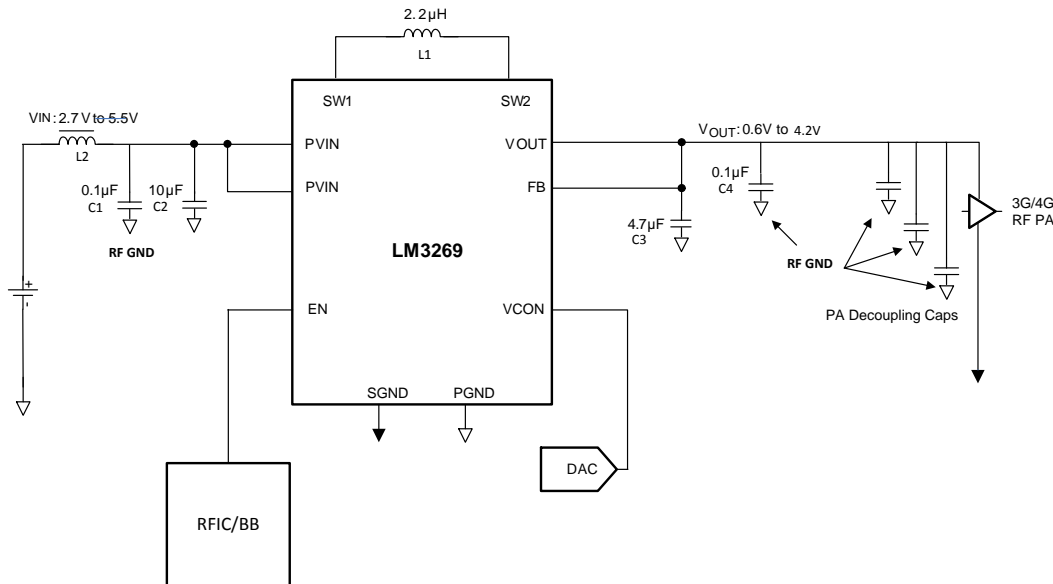 2.2µH
L1
SW1
SW2
VIN: 2.7 V to 5.5V
L2
PVIN
PVIN
VOUT
FB
VOUT: 0.6V to 4.2V
0.1µF
C1
10µF
C2
RF GND
LM3269
4.7µF
C3
0.1µF
C4
RF GND
3G/4G
RF PA
PA Decoupling Caps
+
-
EN
VCON
SGND
PGND
DAC
RFIC/BB